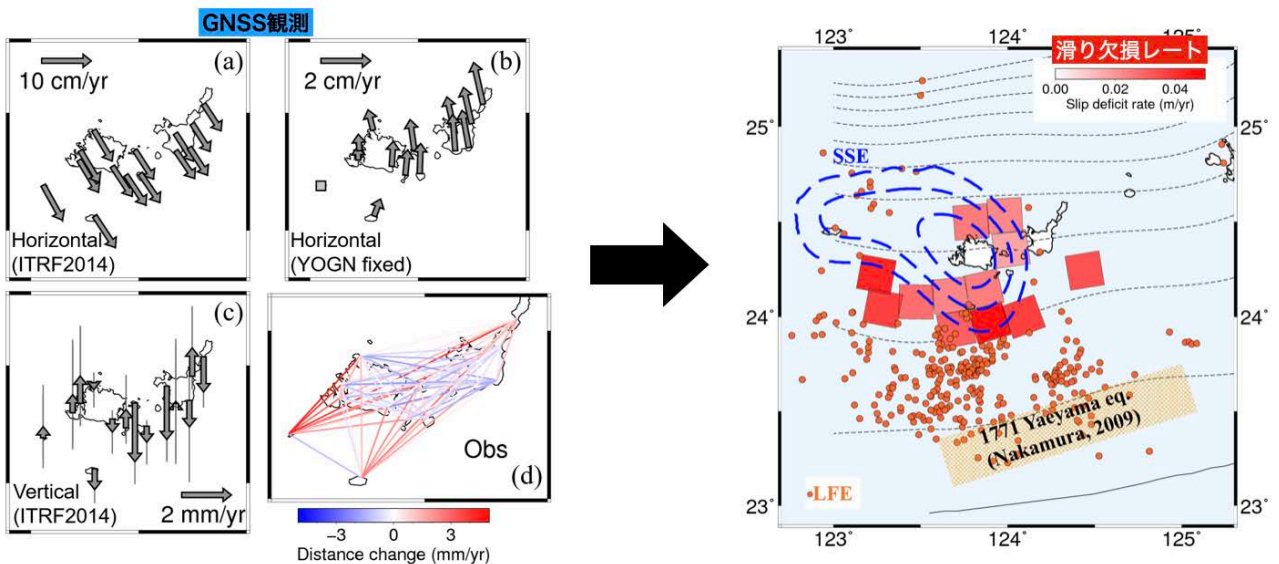 GNSS観測
(a)
10 cm/yr
Horizontal
(ITRF2014)
(b)
2 cm/yr
Horizontal
(YOGN fixed)
(c)
Vertical
(ITRF2014)
2 mm/yr
Obs
(d)
−3 0 3
Distance change (mm/yr)
123° 124° 125°
滑り欠損レート
0.00 0.02 0.04
Slip deficit rate (m/yr)
25° 25°
SSE
24° 24°
1771 Yaeyama eq.
(Nakamura, 2009)
LFE
23° 23°
123° 124° 125°